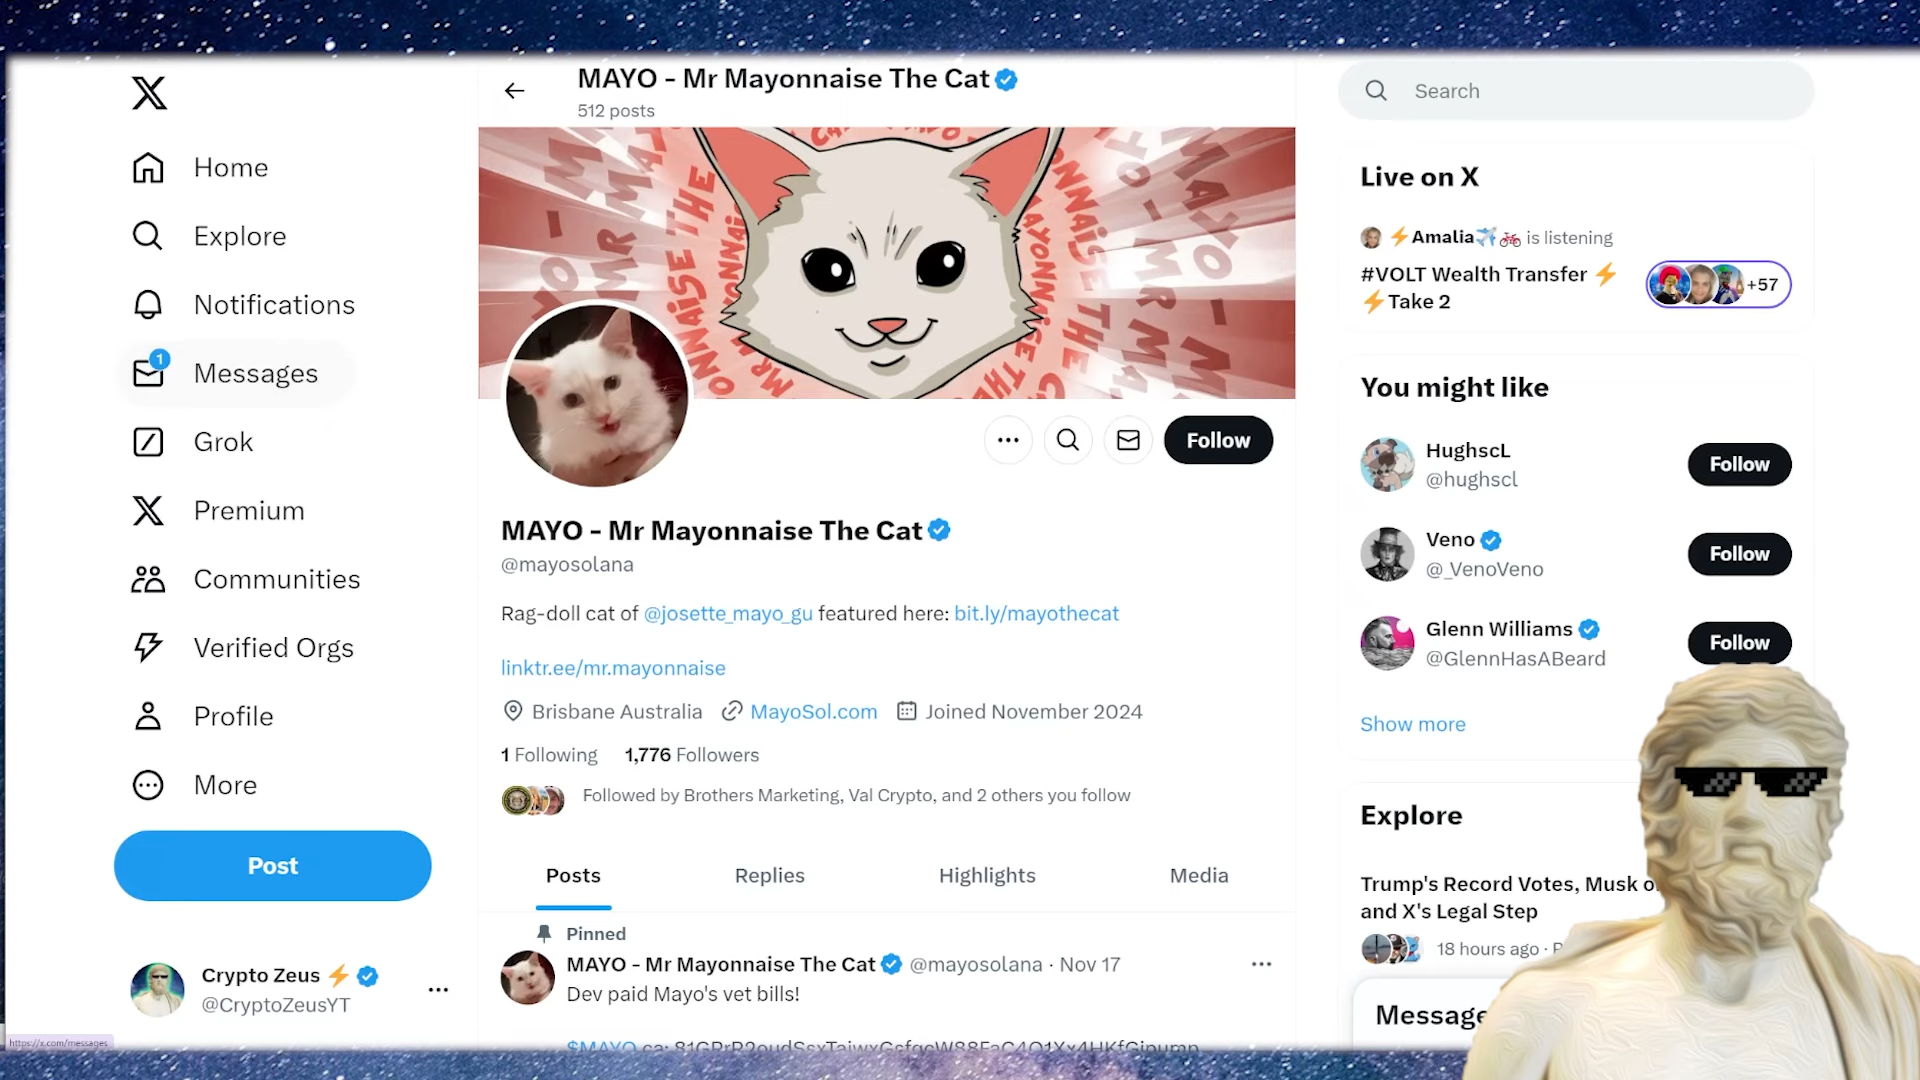 MAYO - Mr Mayonnaise The Cat
512 posts
Home
Explore
Notifications
1
Messages
Grok
Premium
Communities
Verified Orgs
Profile
More
Post
Crypto Zeus⚡
@CryptoZeusYT
https://x.com/messages
Follow
MAYO - Mr Mayonnaise The Cat
@mayosolana
Rag-doll cat of @josette_mayo_gu featured here: bit.ly/mayothecat
linktr.ee/mr.mayonnaise
Brisbane Australia MayoSol.com Joined November 2024
1 Following 1,776 Followers
Followed by Brothers Marketing, Val Crypto, and 2 others you follow
Posts Replies Highlights Media
Pinned
MAYO - Mr Mayonnaise The Cat @mayosolana · Nov 17
Dev paid Mayo's vet bills!
$MAYO ca:
Search
Live on X
⚡Amalia✈️🚲 is listening
#VOLT Wealth Transfer ⚡
⚡Take 2
+57
You might like
HughscL
@hughscl
Follow
Veno
@_VenoVeno
Follow
Glenn Williams
@GlennHasABeard
Follow
Show more
Explore
Trump's Record Votes, Musk
and X's Legal Step
18 hours ago ·
Message